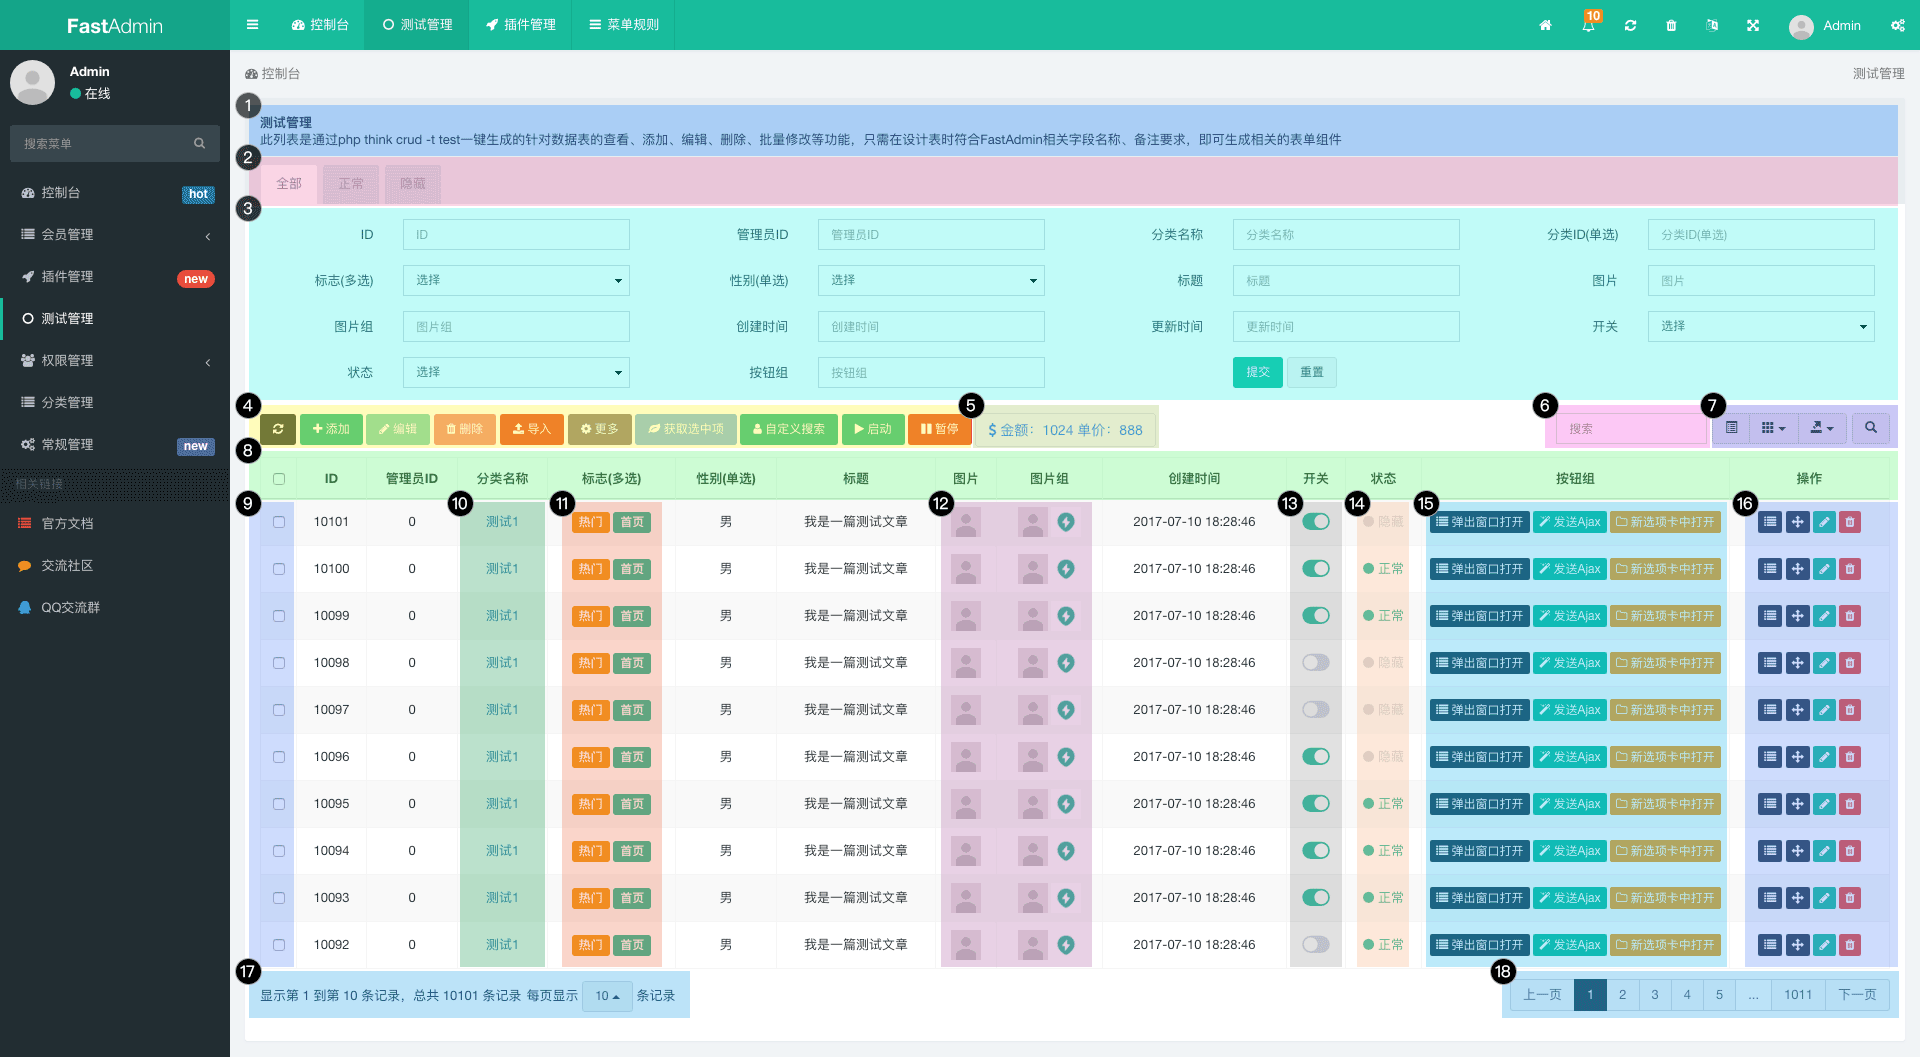 FastAdmin
控制台
测试管理
插件管理
菜单规则
10
Admin
Admin
在线
搜索菜单
控制台 hot
会员管理
插件管理 new
测试管理
权限管理
分类管理
常规管理 new
相关链接
官方文档
交流社区
QQ交流群
控制台
测试管理
1
测试管理
此列表是通过php think crud -t test一键生成的针对数据表的查看、添加、编辑、删除、批量修改等功能，只需在设计表时符合FastAdmin相关字段名称、备注要求，即可生成相关的表单组件
2
全部 正常 隐藏
3
ID ID 管理员ID 管理员ID 分类名称 分类名称 分类ID(单选) 分类ID(单选)
标志(多选) 选择 性别(单选) 选择 标题 标题 图片 图片
图片组 图片组 创建时间 创建时间 更新时间 更新时间 开关 选择
状态 选择 按钮组 按钮组 提交 重置
4 5 6 7
添加 编辑 删除 导入 更多 获取选中项 自定义搜索 启动 暂停 $ 金额：1024 单价：888 搜索
8
ID 管理员ID 分类名称 标志(多选) 性别(单选) 标题 图片 图片组 创建时间 开关 状态 按钮组 操作
9 10 11 12 13 14 15 16
10101 0 测试1 热门 首页 男 我是一篇测试文章 2017-07-10 18:28:46 隐藏 弹出窗口打开 发送Ajax 新选项卡中打开
10100 0 测试1 热门 首页 男 我是一篇测试文章 2017-07-10 18:28:46 正常 弹出窗口打开 发送Ajax 新选项卡中打开
10099 0 测试1 热门 首页 男 我是一篇测试文章 2017-07-10 18:28:46 正常 弹出窗口打开 发送Ajax 新选项卡中打开
10098 0 测试1 热门 首页 男 我是一篇测试文章 2017-07-10 18:28:46 隐藏 弹出窗口打开 发送Ajax 新选项卡中打开
10097 0 测试1 热门 首页 男 我是一篇测试文章 2017-07-10 18:28:46 隐藏 弹出窗口打开 发送Ajax 新选项卡中打开
10096 0 测试1 热门 首页 男 我是一篇测试文章 2017-07-10 18:28:46 隐藏 弹出窗口打开 发送Ajax 新选项卡中打开
10095 0 测试1 热门 首页 男 我是一篇测试文章 2017-07-10 18:28:46 正常 弹出窗口打开 发送Ajax 新选项卡中打开
10094 0 测试1 热门 首页 男 我是一篇测试文章 2017-07-10 18:28:46 正常 弹出窗口打开 发送Ajax 新选项卡中打开
10093 0 测试1 热门 首页 男 我是一篇测试文章 2017-07-10 18:28:46 正常 弹出窗口打开 发送Ajax 新选项卡中打开
10092 0 测试1 热门 首页 男 我是一篇测试文章 2017-07-10 18:28:46 正常 弹出窗口打开 发送Ajax 新选项卡中打开
17 18
显示第 1 到第 10 条记录，总共 10101 条记录 每页显示 10 条记录
上一页 1 2 3 4 5 ... 1011 下一页